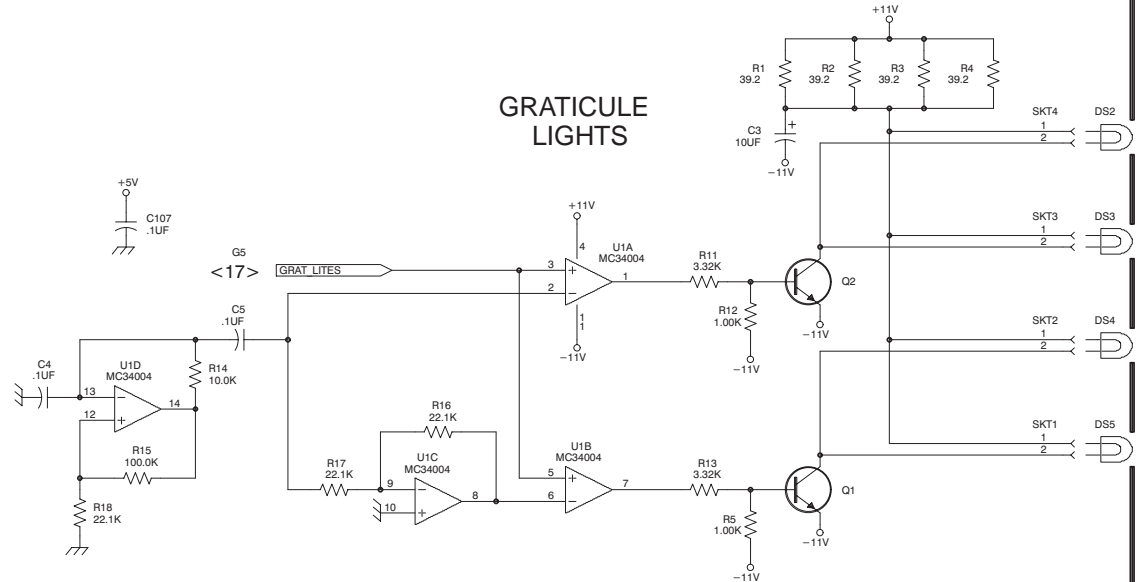 GRATICULE
LIGHTS
+11V
R1
39.2
R2
39.2
R3
39.2
R4
39.2
C3
10UF
+
−11V
SKT4
DS2
1
2
SKT3
DS3
1
2
SKT2
DS4
1
2
SKT1
DS5
1
2
+5V
C107
.1UF
G5
<17>
GRAT_LITES
+11V
4
U1A
MC34004
3
+
2
−
1
1
1
−11V
R11
3.32K
R12
1.00K
−11V
Q2
−11V
C5
.1UF
C4
.1UF
U1D
MC34004
13
−
12
+
14
R14
10.0K
R15
100.0K
R18
22.1K
R16
22.1K
R17
22.1K
U1C
MC34004
9
−
10
+
8
U1B
MC34004
5
+
6
−
7
R13
3.32K
R5
1.00K
−11V
Q1
−11V